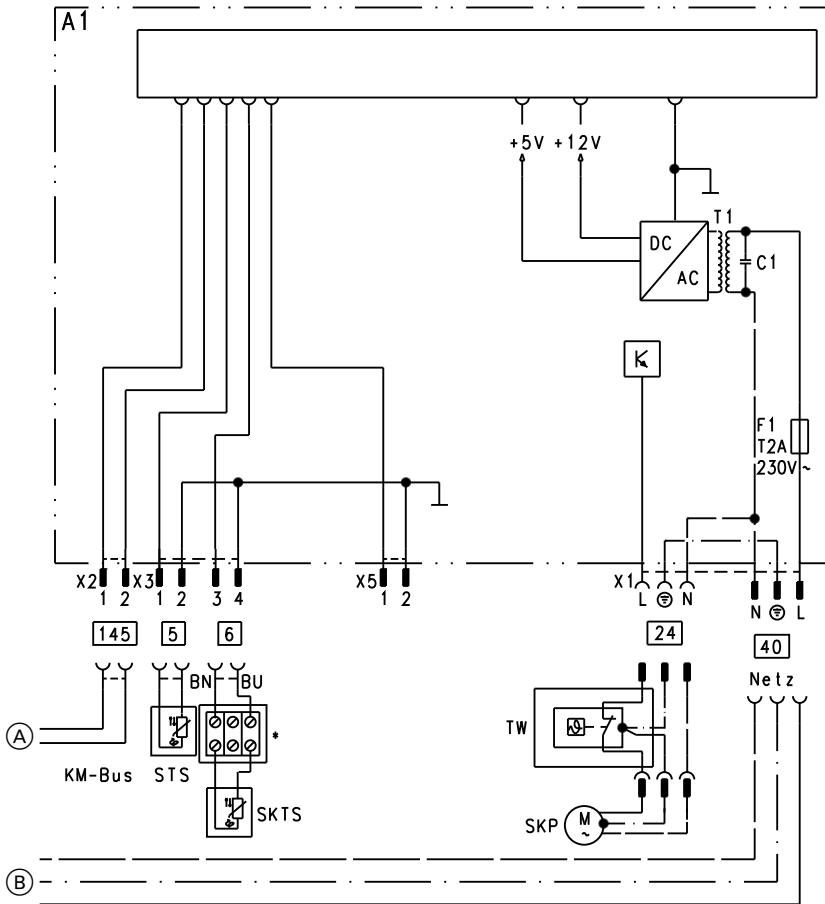 A1
+5V +12V
T1
DC
AC
C1
F1
T2A
230V~
X2 X3 X5 X1
1 2 1 2 3 4 1 2 L N
N L
145 5 6 24
40
Netz
BN BU
A
TW
*
KM-Bus STS
SKTS
SKP M
~
B